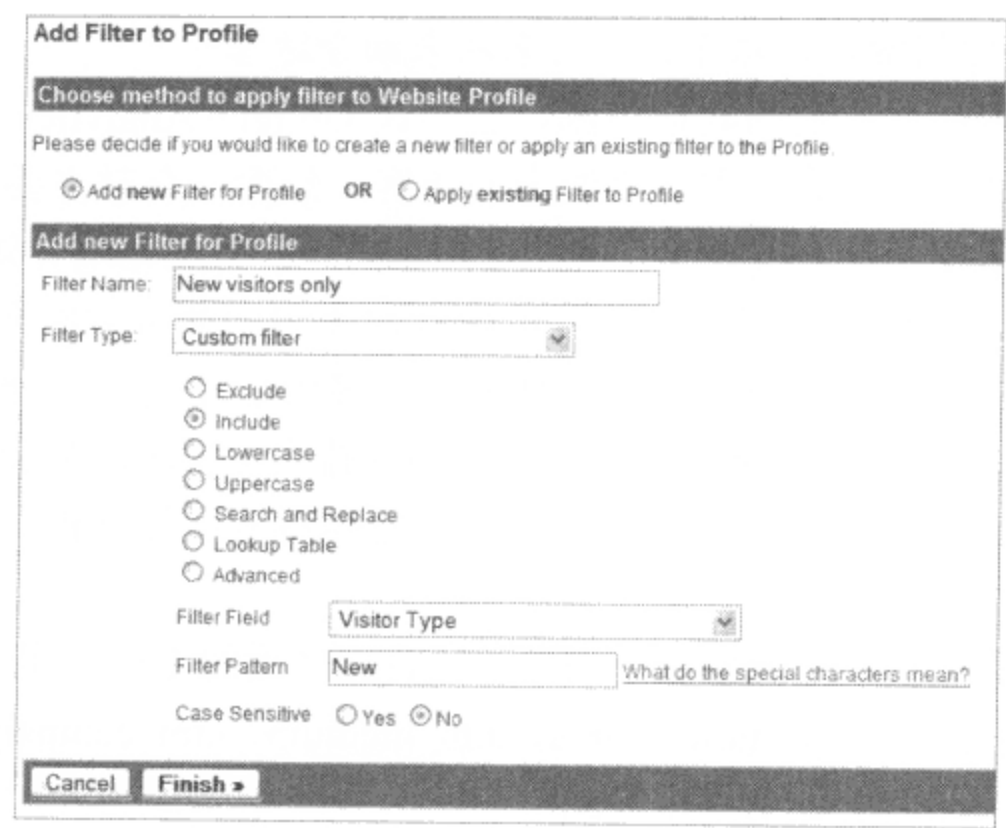 Add Filter to Profile
Choose method to apply filter to Website Profile
Please decide if you would like to create a new filter or apply an existing filter to the Profile.
Add new Filter for Profile OR Apply existing Filter to Profile
Add new Filter for Profile
Filter Name: New visitors only
Filter Type: Custom filter
Exclude
Include
Lowercase
Uppercase
Search and Replace
Lookup Table
Advanced
Filter Field Visitor Type
Filter Pattern New What do the special characters mean?
Case Sensitive Yes No
Cancel Finish »